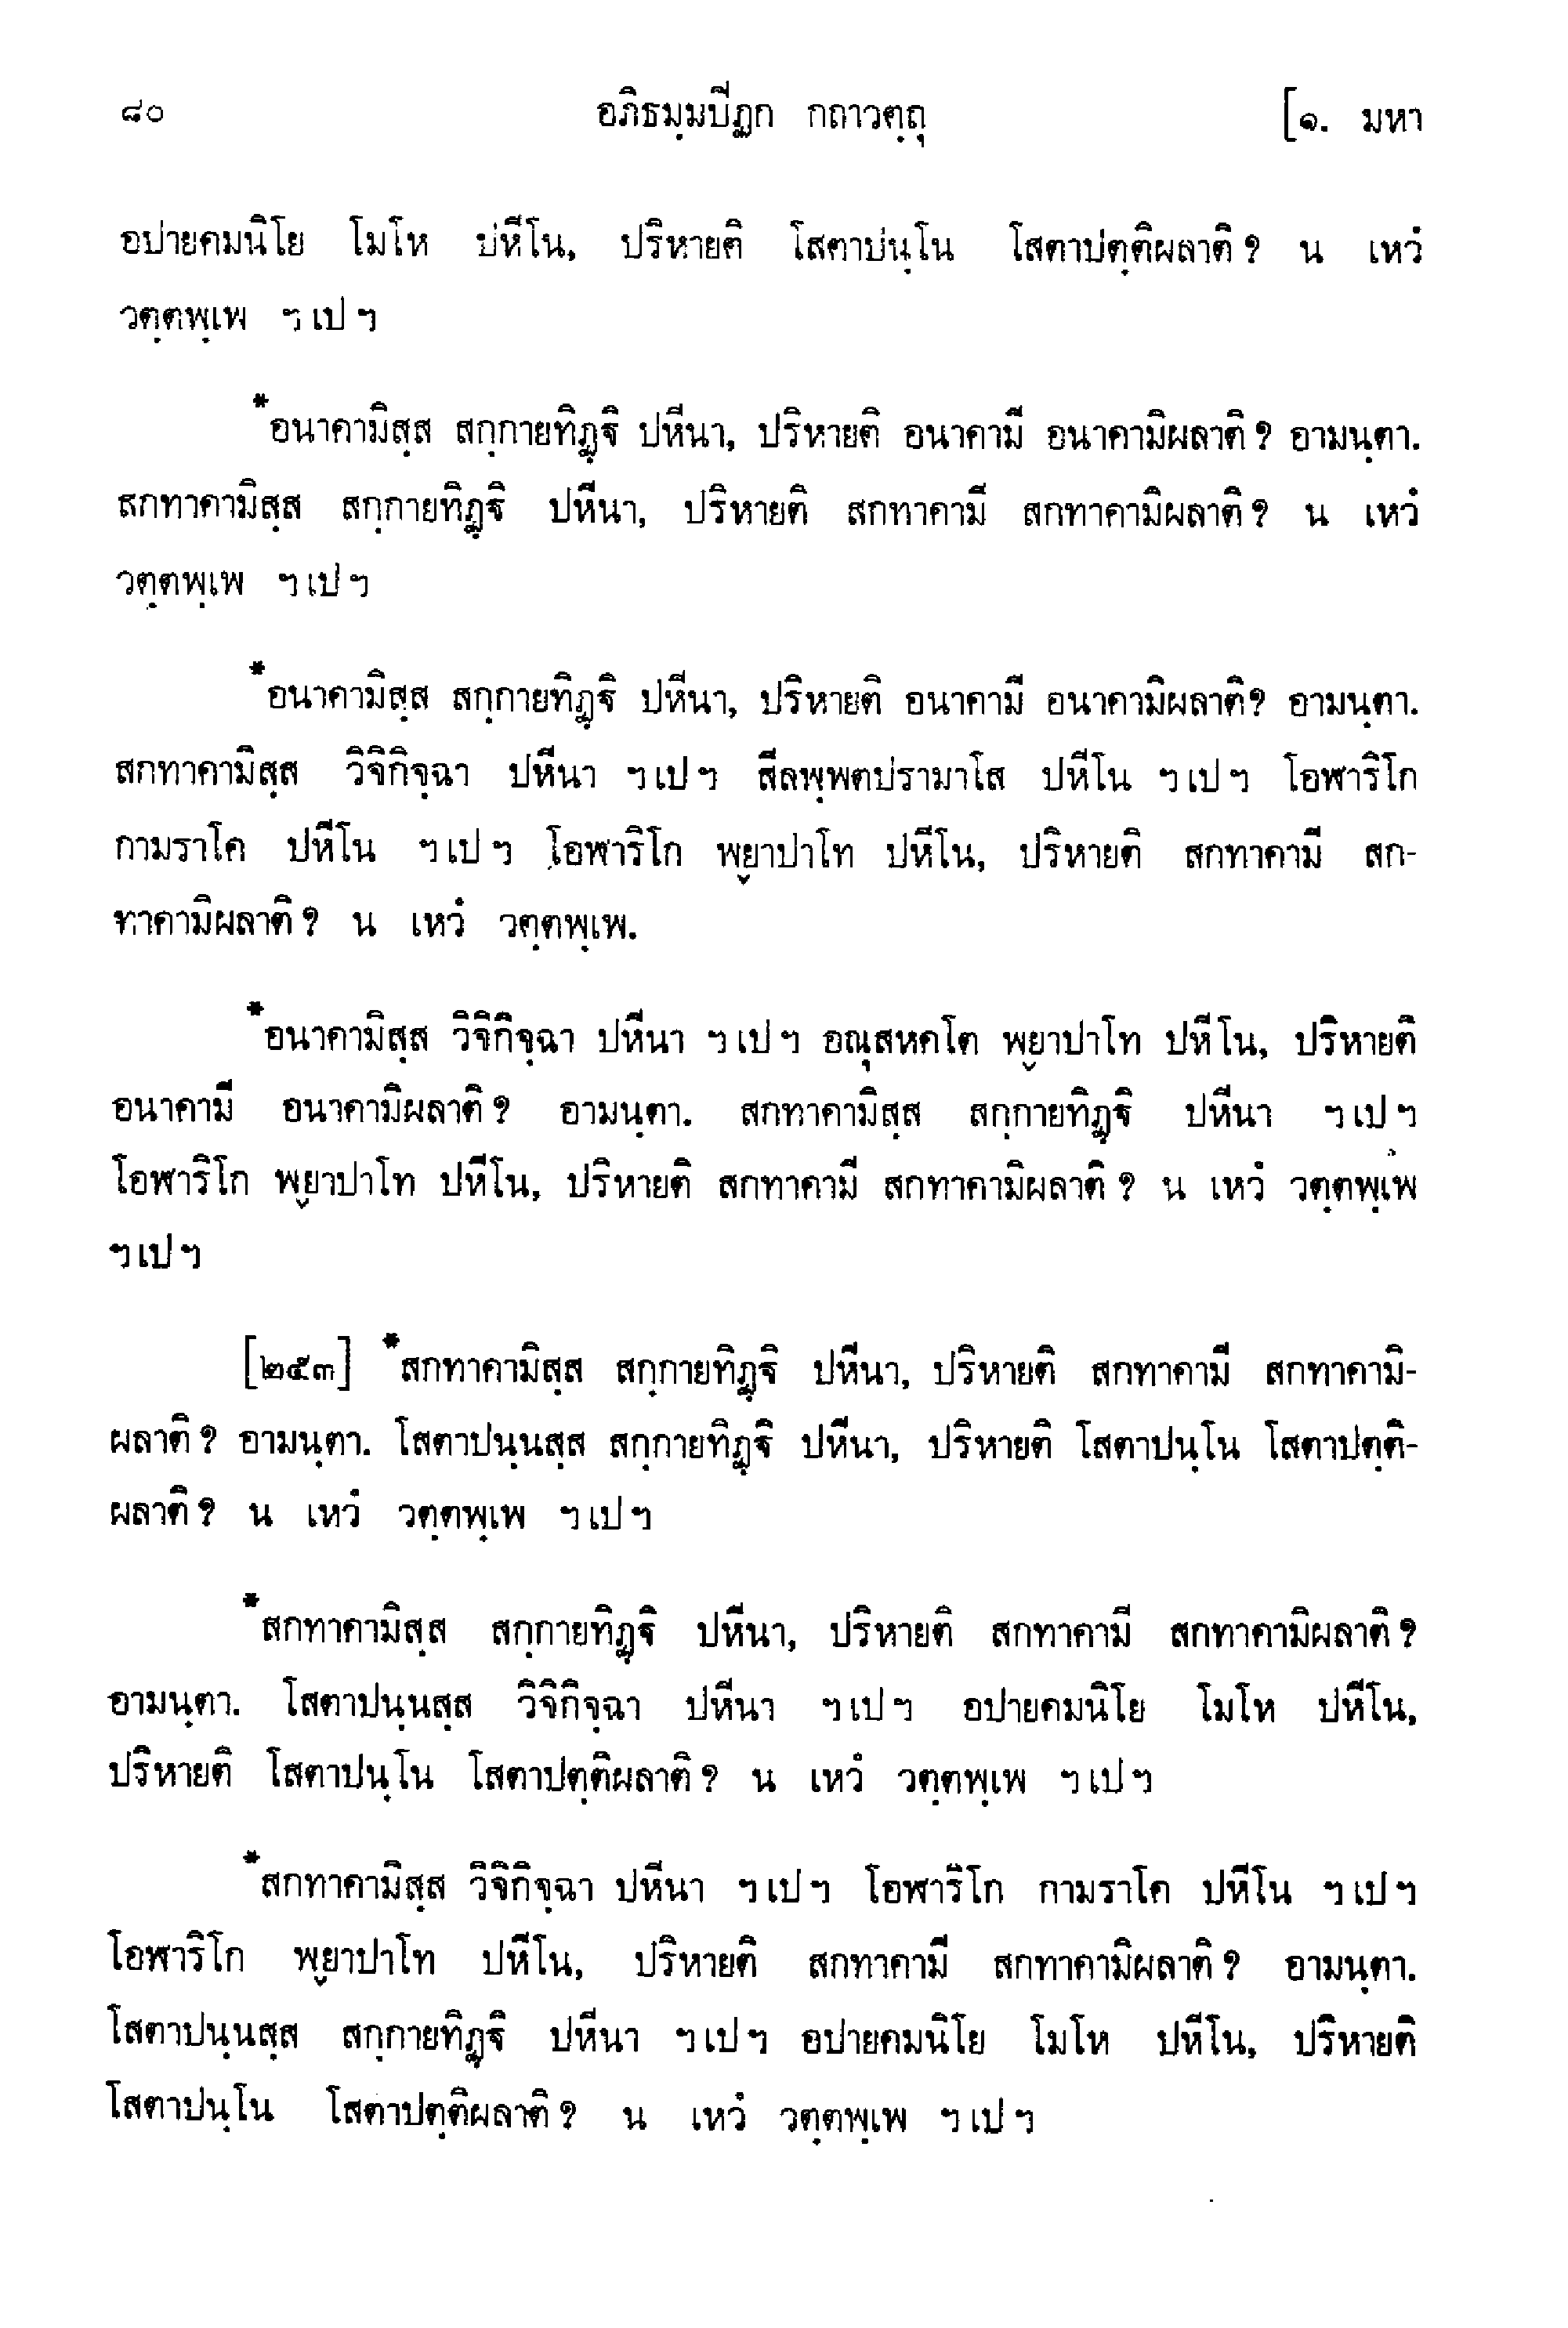 ๘๐ อภิธมฺมปิฏก กถาวตฺถุ [๑. มหา
อปายคมนิโย โมโห ปหีโน, ปริหายติ โสตาปนฺโน โสตาปตฺติผลาติ ? น เหวํ
วตฺตพฺเพ ฯ เป ฯ
*อนาคามิสฺส สกฺกายทิฏฺฐิ ปหีนา, ปริหายติ อนาคามี อนาคามิผลาติ ? อามนฺตา.
สกทาคามิสฺส สกฺกายทิฏฺฐิ ปหีนา, ปริหายติ สกทาคามี สกทาคามิผลาติ ? น เหวํ
วตฺตพฺเพ ฯ เป ฯ
*อนาคามิสฺส สกฺกายทิฏฺฐิ ปหีนา, ปริหายติ อนาคามี อนาคามิผลาติ? อามนฺตา.
สกทาคามิสฺส วิจิกิจฺฉา ปหีนา ฯ เป ฯ สีลพฺพตปรามาโส ปหีโน ฯ เป ฯ โอฬาริโก
กามราโค ปหีโน ฯ เป ฯ โอฬาริโก พฺยาปาโท ปหีโน, ปริหายติ สกทาคามี สก-
ทาคามิผลาติ ? น เหวํ วตฺตพฺเพ.
*อนาคามิสฺส วิจิกิจฺฉา ปหีนา ฯ เป ฯ อณุสหคโต พฺยาปาโท ปหีโน, ปริหายติ
อนาคามี อนาคามิผลาติ ? อามนฺตา. สกทาคามิสฺส สกฺกายทิฏฺฐิ ปหีนา ฯ เป ฯ
โอฬาริโก พฺยาปาโท ปหีโน, ปริหายติ สกทาคามี สกทาคามิผลาติ ? น เหวํ วตฺตพฺเพ
ฯ เป ฯ
[๒๕๓] *สกทาคามิสฺส สกฺกายทิฏฺฐิ ปหีนา, ปริหายติ สกทาคามี สกทาคามิ-
ผลาติ ? อามนฺตา. โสตาปนฺนสฺส สกฺกายทิฏฺฐิ ปหีนา, ปริหายติ โสตาปนฺโน โสตาปตฺติ-
ผลาติ ? น เหวํ วตฺตพฺเพ ฯ เป ฯ
*สกทาคามิสฺส สกฺกายทิฏฺฐิ ปหีนา, ปริหายติ สกทาคามี สกทาคามิผลาติ ?
อามนฺตา. โสตาปนฺนสฺส วิจิกิจฺฉา ปหีนา ฯ เป ฯ อปายคมนิโย โมโห ปหีโน,
ปริหายติ โสตาปนฺโน โสตาปตฺติผลาติ ? น เหวํ วตฺตพฺเพ ฯ เป ฯ
*สกทาคามิสฺส วิจิกิจฺฉา ปหีนา ฯ เป ฯ โอฬาริโก กามราโค ปหีโน ฯ เป ฯ
โอฬาริโก พฺยาปาโท ปหีโน, ปริหายติ สกทาคามี สกทาคามิผลาติ ? อามนฺตา.
โสตาปนฺนสฺส สกฺกายทิฏฺฐิ ปหีนา ฯ เป ฯ อปายคมนิโย โมโห ปหีโน, ปริหายติ
โสตาปนฺโน โสตาปตฺติผลาติ ? น เหวํ วตฺตพฺเพ ฯ เป ฯ